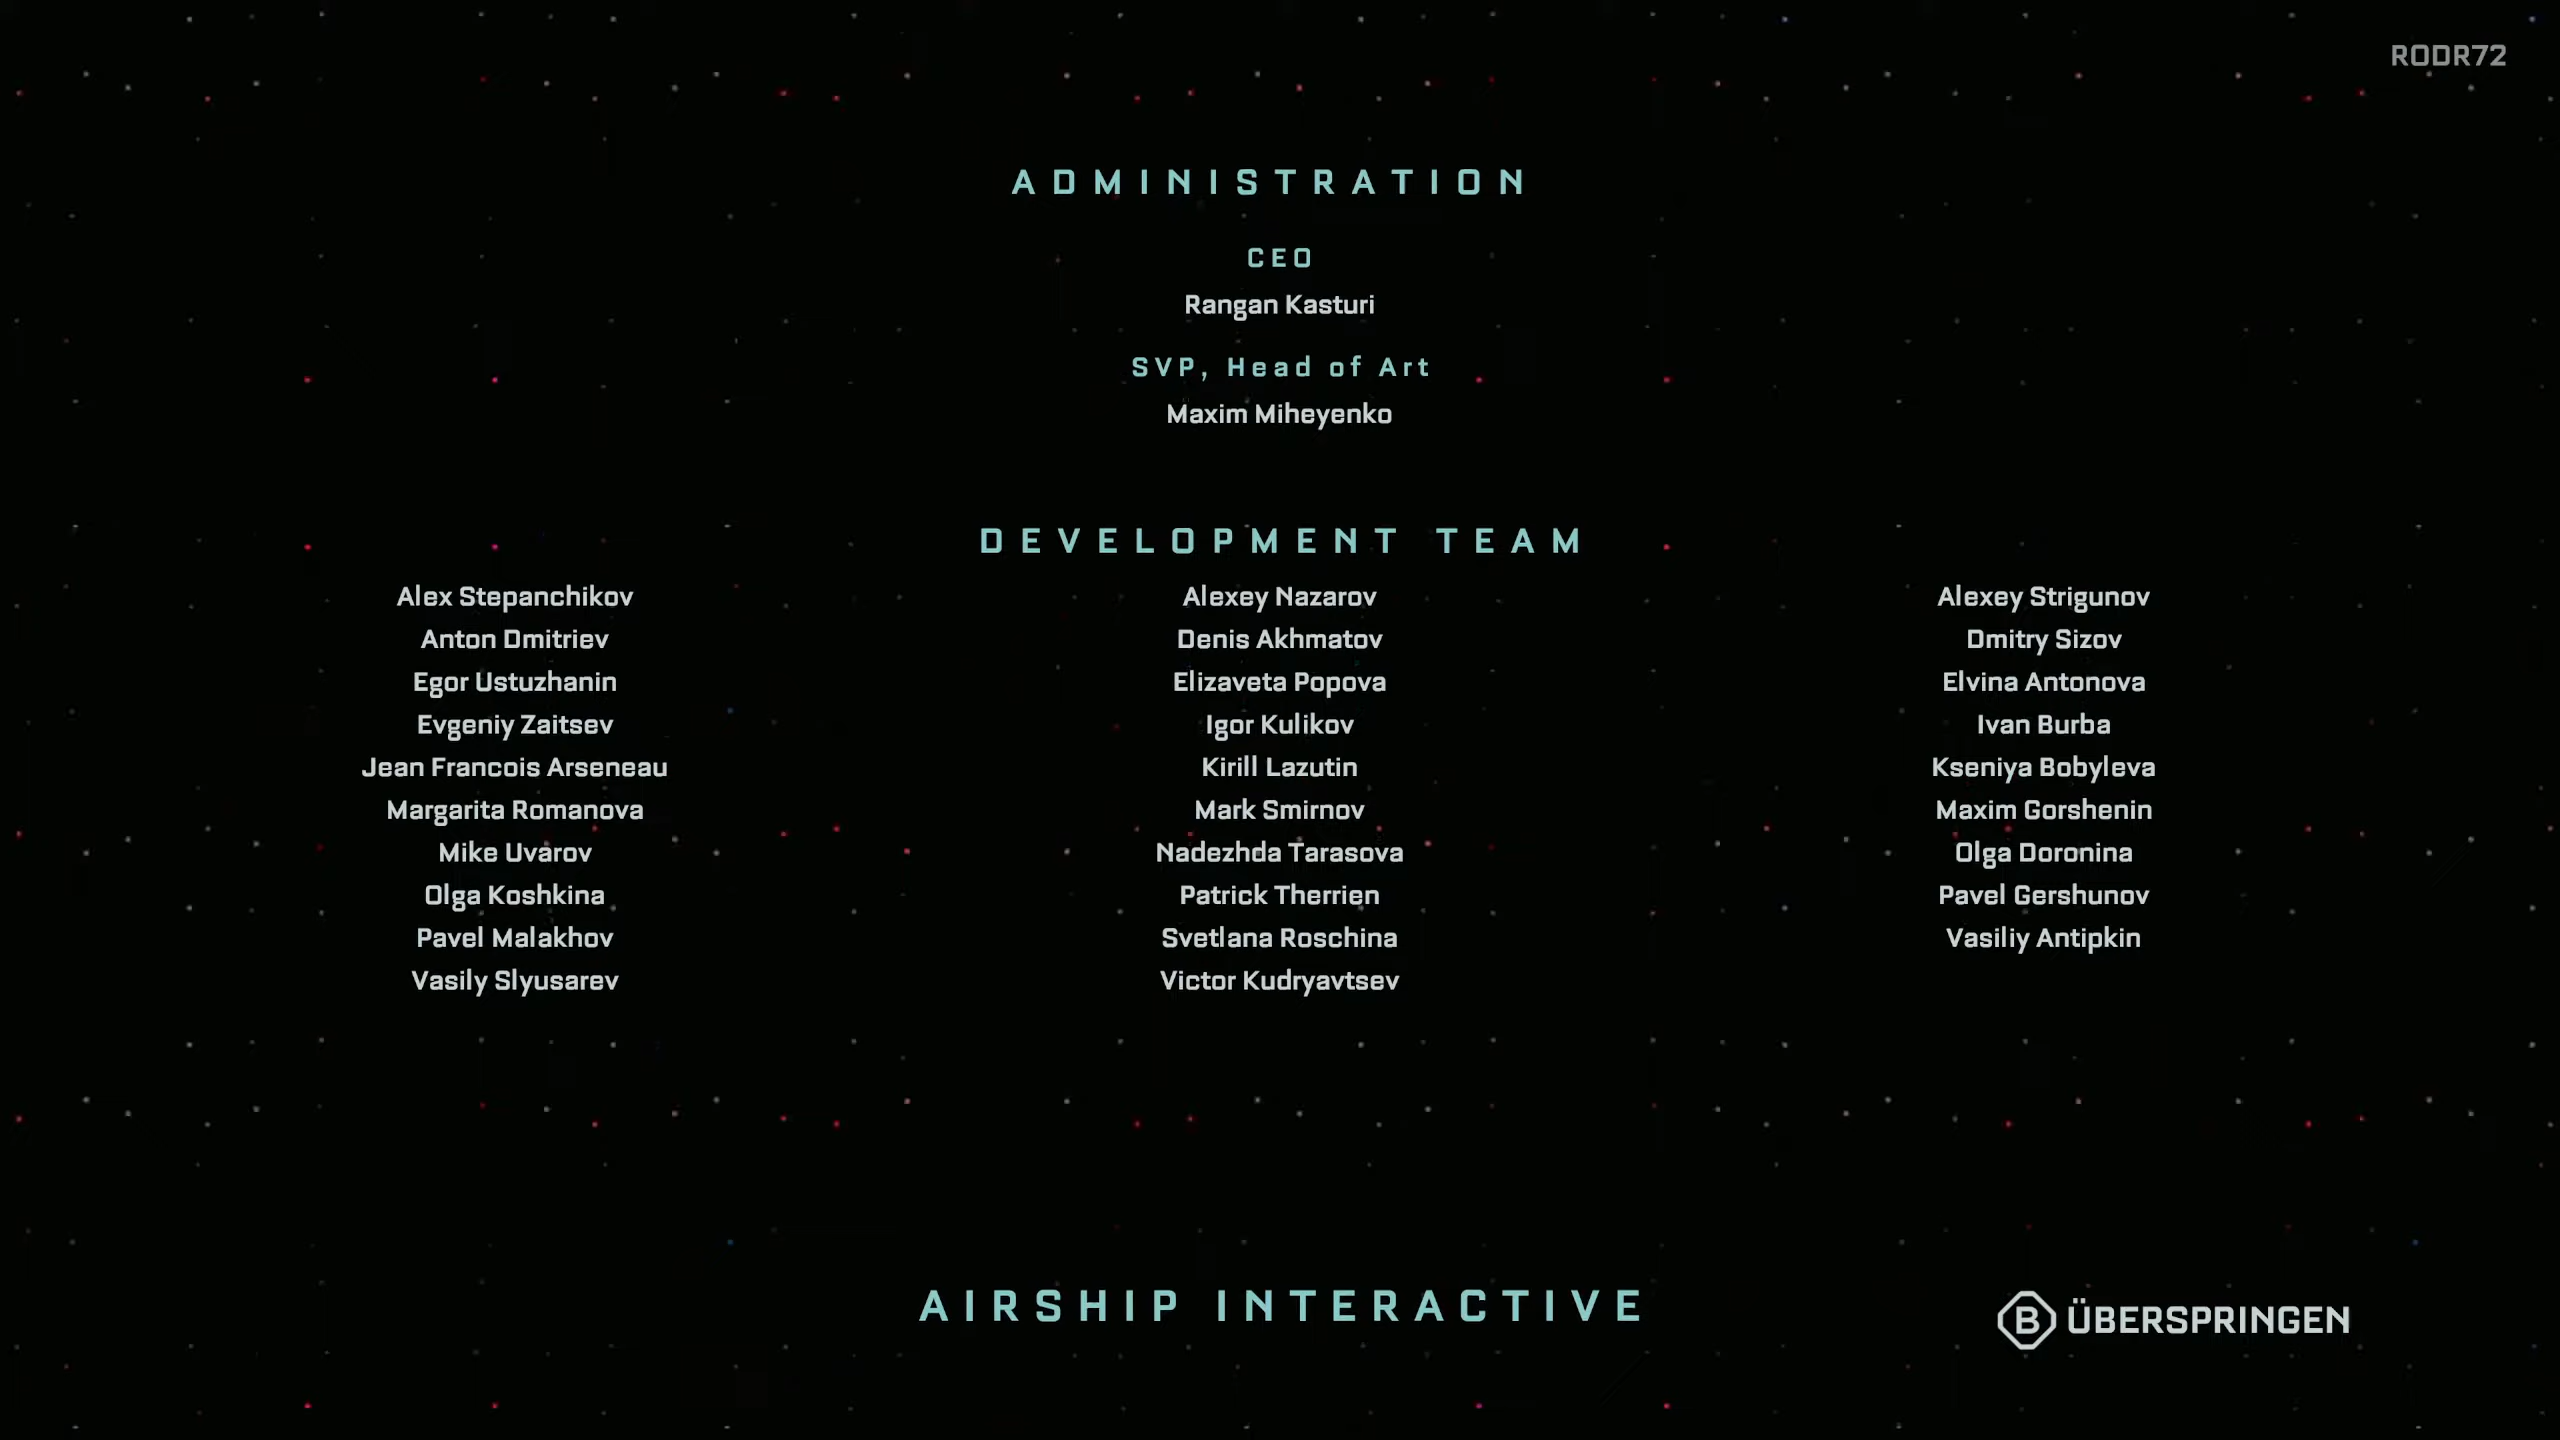 RODR72
ADMINISTRATION
CEO
Rangan Kasturi
SVP, Head of Art
Maxim Miheyenko
DEVELOPMENT TEAM
Alex Stepanchikov Alexey Nazarov Alexey Strigunov
Anton Dmitriev Denis Akhmatov Dmitry Sizov
Egor Ustuzhanin Elizaveta Popova Elvina Antonova
Evgeniy Zaitsev Igor Kulikov Ivan Burba
Jean Francois Arseneau Kirill Lazutin Kseniya Bobyleva
Margarita Romanova Mark Smirnov Maxim Gorshenin
Mike Uvarov Nadezhda Tarasova Olga Doronina
Olga Koshkina Patrick Therrien Pavel Gershunov
Pavel Malakhov Svetlana Roschina Vasiliy Antipkin
Vasily Slyusarev Victor Kudryavtsev
AIRSHIP INTERACTIVE
B ÜBERSPRINGEN